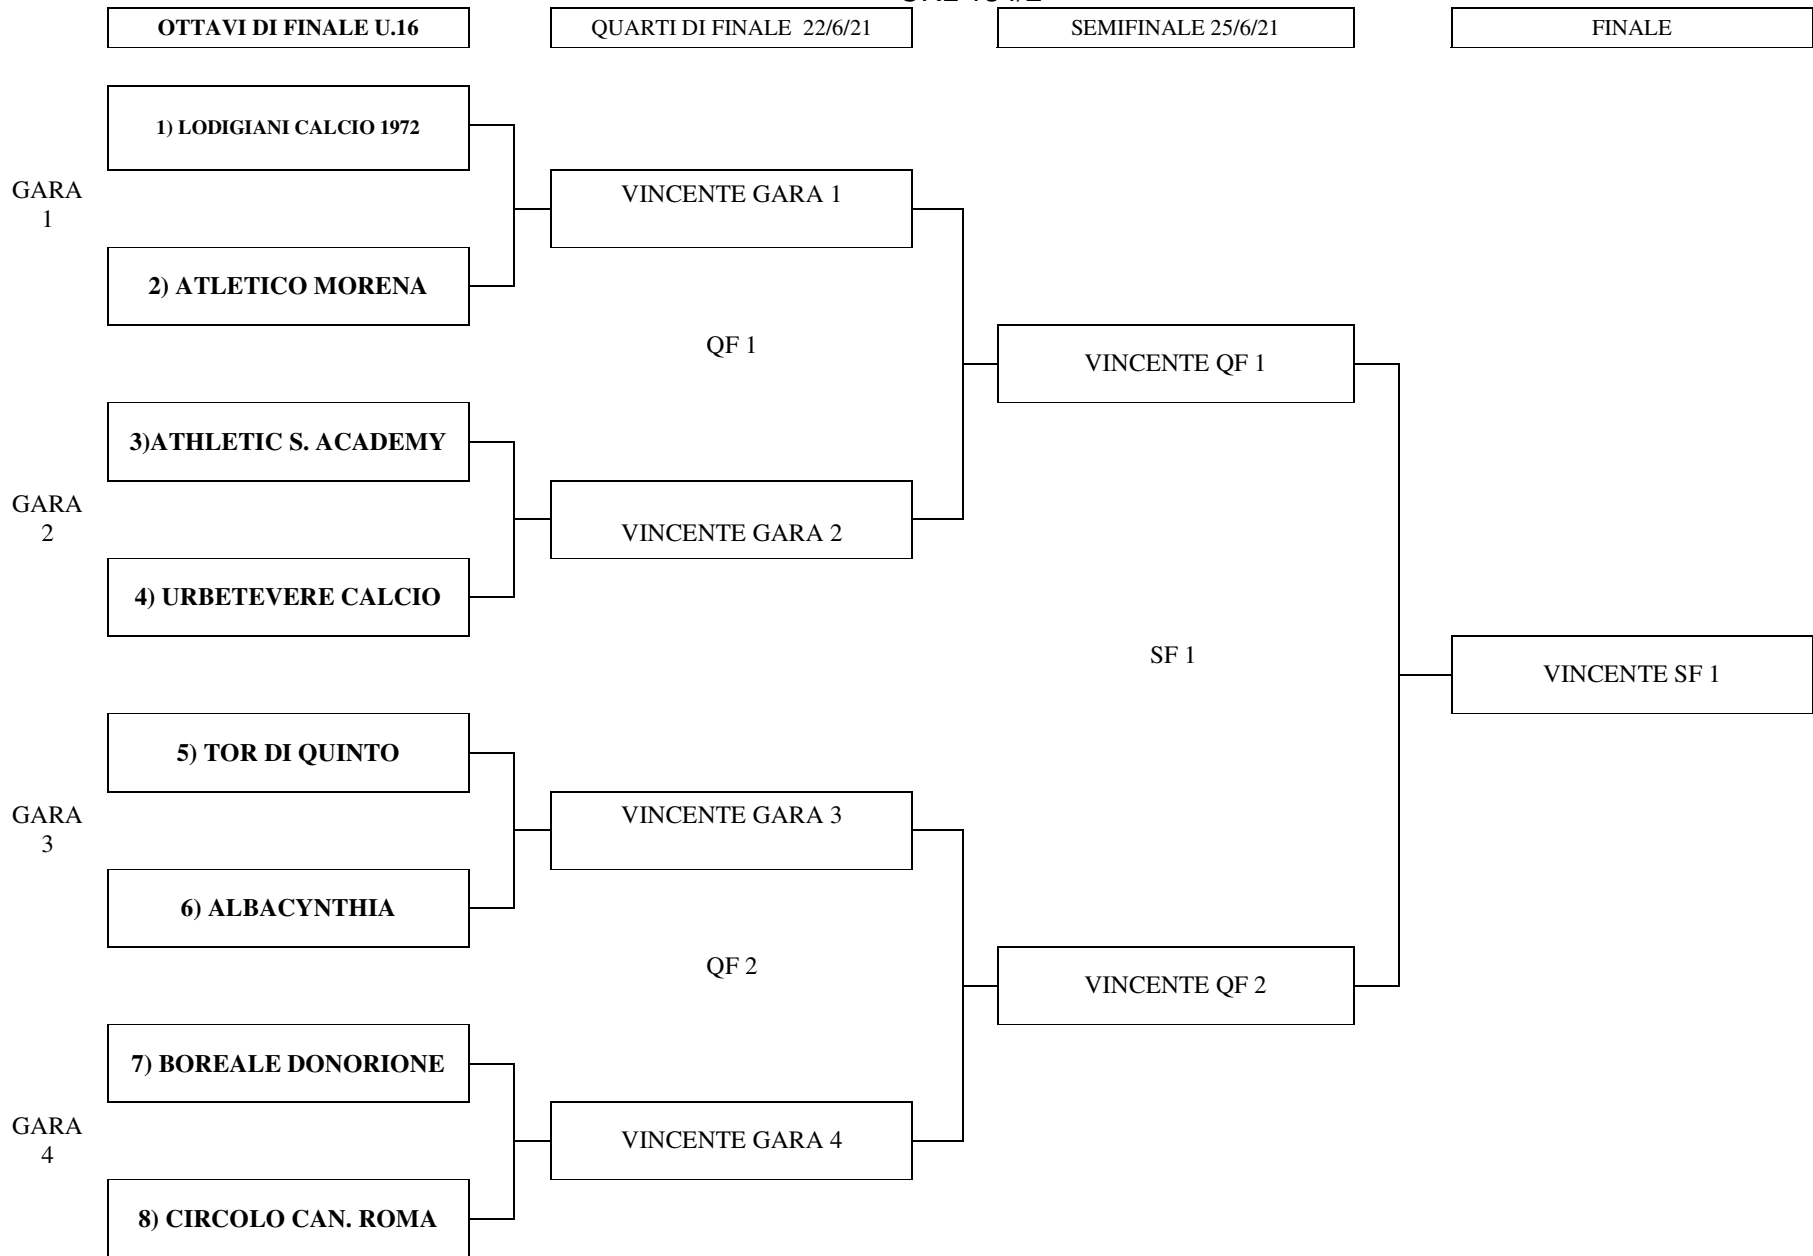 OTTAVI DI FINALE U.16
QUARTI DI FINALE 22/6/21
SEMIFINALE 25/6/21
FINALE
1) LODIGIANI CALCIO 1972
GARA
1
VINCENTE GARA 1
2) ATLETICO MORENA
QF 1
VINCENTE QF 1
3)ATHLETIC S. ACADEMY
GARA
2
VINCENTE GARA 2
4) URBETEVERE CALCIO
SF 1
VINCENTE SF 1
5) TOR DI QUINTO
GARA
3
VINCENTE GARA 3
6) ALBACYNTHIA
QF 2
VINCENTE QF 2
7) BOREALE DONORIONE
GARA
4
VINCENTE GARA 4
8) CIRCOLO CAN. ROMA